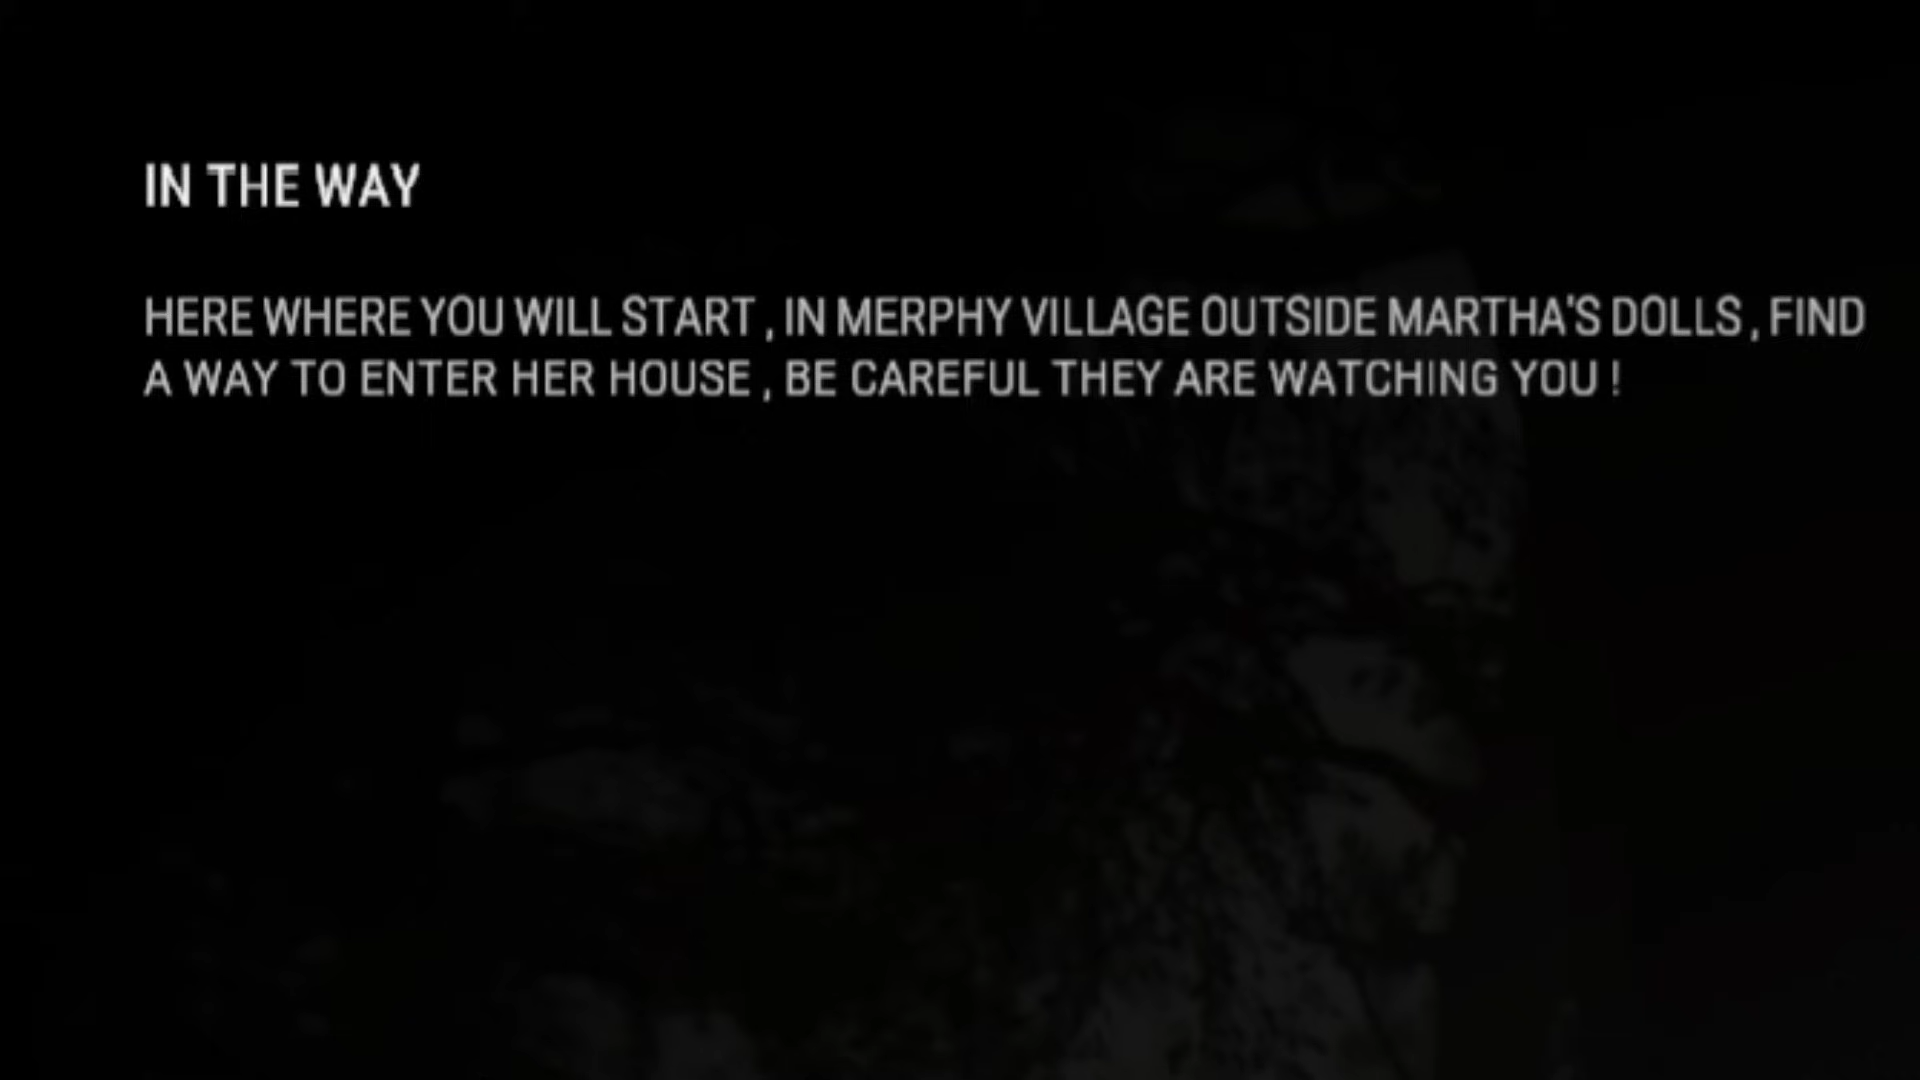 IN THE WAY
HERE WHERE YOU WILL START , IN MERPHY VILLAGE OUTSIDE MARTHA'S DOLLS , FIND
A WAY TO ENTER HER HOUSE , BE CAREFUL THEY ARE WATCHING YOU !